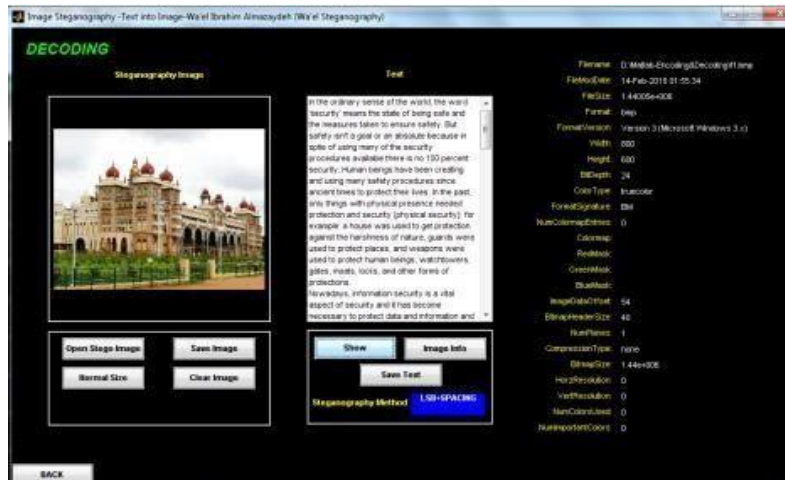 Image Steganography -Text into Image-Wa'el Ibrahim Almazaydeh (Wa'el Steganography)
DECODING
Steganography Image
Text
In the ordinary sense of the world, the word
'security' means the state of being safe and
the measures taken to ensure safety. But
safety isn't a goal or an absolute because in
spite of using many of the security
procedures available there is no 100 percent
security. Human beings have been creating
and using many safety procedures since
ancient times to protect their lives. In the past,
only things with physical presence needed
protection and security (physical security): for
example: a house was used to get protection
against the harshness of nature, guards were
used to protect places, and weapons were
used to protect human beings, watchtowers,
gates, moats, locks, and other forms of
protections.
Nowadays, information security is a vital
aspect of security and it has become
necessary to protect data and information and
Open Stego Image
Save Image
Normal Size
Clear Image
Show
Image Info
Save Text
Steganography Method
LSB+SPACING
Filename: D:\Matlab-Encoding&Decoding\f1.bmp
FileModDate: 14-Feb-2016 01:55:34
FileSize: 1.44005e+006
Format: bmp
FormatVersion: Version 3 (Microsoft Windows 3.x)
Width: 800
Height: 600
BitDepth: 24
ColorType: truecolor
FormatSignature: BM
NumColormapEntries: 0
Colormap:
RedMask:
GreenMask:
BlueMask:
ImageDataOffset: 54
BitmapHeaderSize: 40
NumPlanes: 1
CompressionType: none
BitmapSize: 1.44e+006
HorzResolution: 0
VertResolution: 0
NumColorsUsed: 0
NumImportantColors: 0
BACK